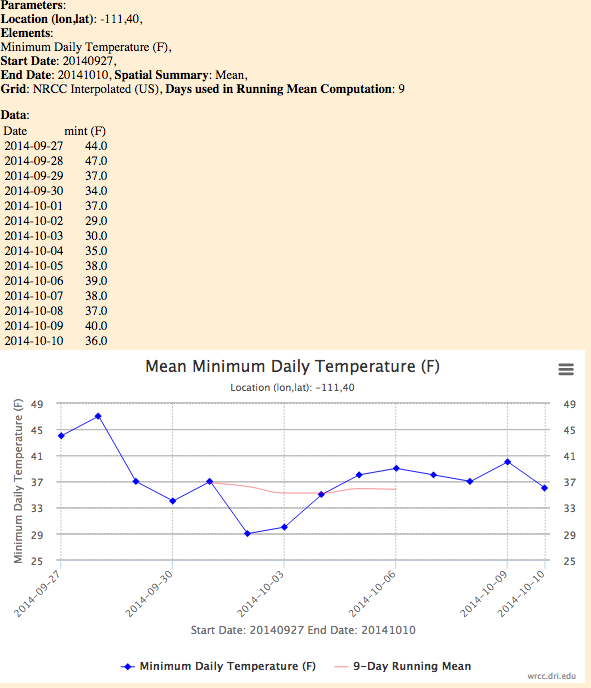 Parameters:
Location (lon,lat): -111,40,
Elements:
Minimum Daily Temperature (F),
Start Date: 20140927,
End Date: 20141010, Spatial Summary: Mean,
Grid: NRCC Interpolated (US), Days used in Running Mean Computation: 9
Data:
Date mint (F)
2014-09-27 44.0
2014-09-28 47.0
2014-09-29 37.0
2014-09-30 34.0
2014-10-01 37.0
2014-10-02 29.0
2014-10-03 30.0
2014-10-04 35.0
2014-10-05 38.0
2014-10-06 39.0
2014-10-07 38.0
2014-10-08 37.0
2014-10-09 40.0
2014-10-10 36.0
Mean Minimum Daily Temperature (F)
Location (lon,lat): -111,40
Minimum Daily Temperature (F)
49 49
45 45
41 41
37 37
33 33
29 29
25 25
2014-09-27 2014-09-30 2014-10-03 2014-10-06 2014-10-09 2014-10-10
Start Date: 20140927 End Date: 20141010
Minimum Daily Temperature (F) 9-Day Running Mean
wrcc.dri.edu